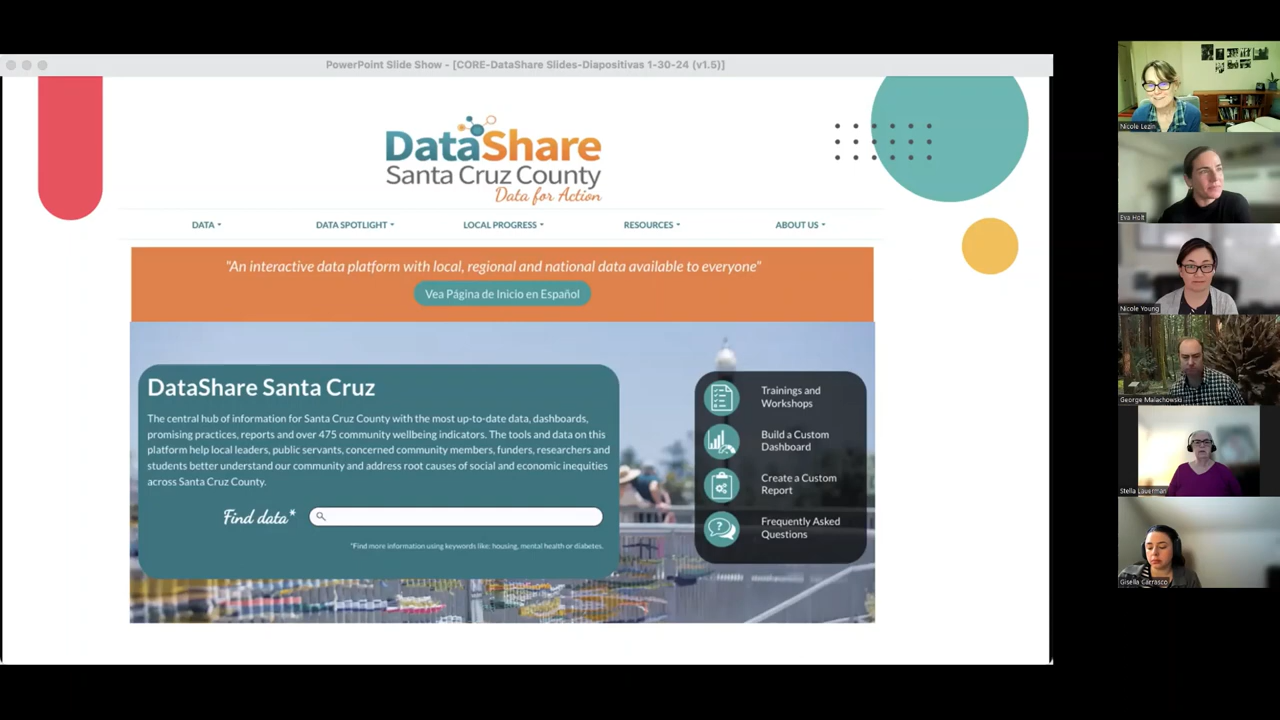 PowerPoint Slide Show - [CORE-DataShare Slides-Diapositivas 1-30-24 (v1.5)]
DataShare
Santa Cruz County
Data for Action
DATA
DATA SPOTLIGHT
LOCAL PROGRESS
RESOURCES
ABOUT US
"An interactive data platform with local, regional and national data available to everyone"
Vea Página de Inicio en Español
DataShare Santa Cruz
The central hub of information for Santa Cruz County with the most up-to-date data, dashboards,
promising practices, reports and over 475 community wellbeing indicators. The tools and data on this
platform help local leaders, public servants, concerned community members, funders, researchers and
students better understand our community and address root causes of social and economic inequities
across Santa Cruz County.
Find data*
*Find more information using keywords like: housing, mental health or diabetes.
Trainings and
Workshops
Build a Custom
Dashboard
Create a Custom
Report
Frequently Asked
Questions
Nicole Lezin
Eva Holt
Nicole Young
George Malachowski
Stella Lauerman
Gisella Carrasco